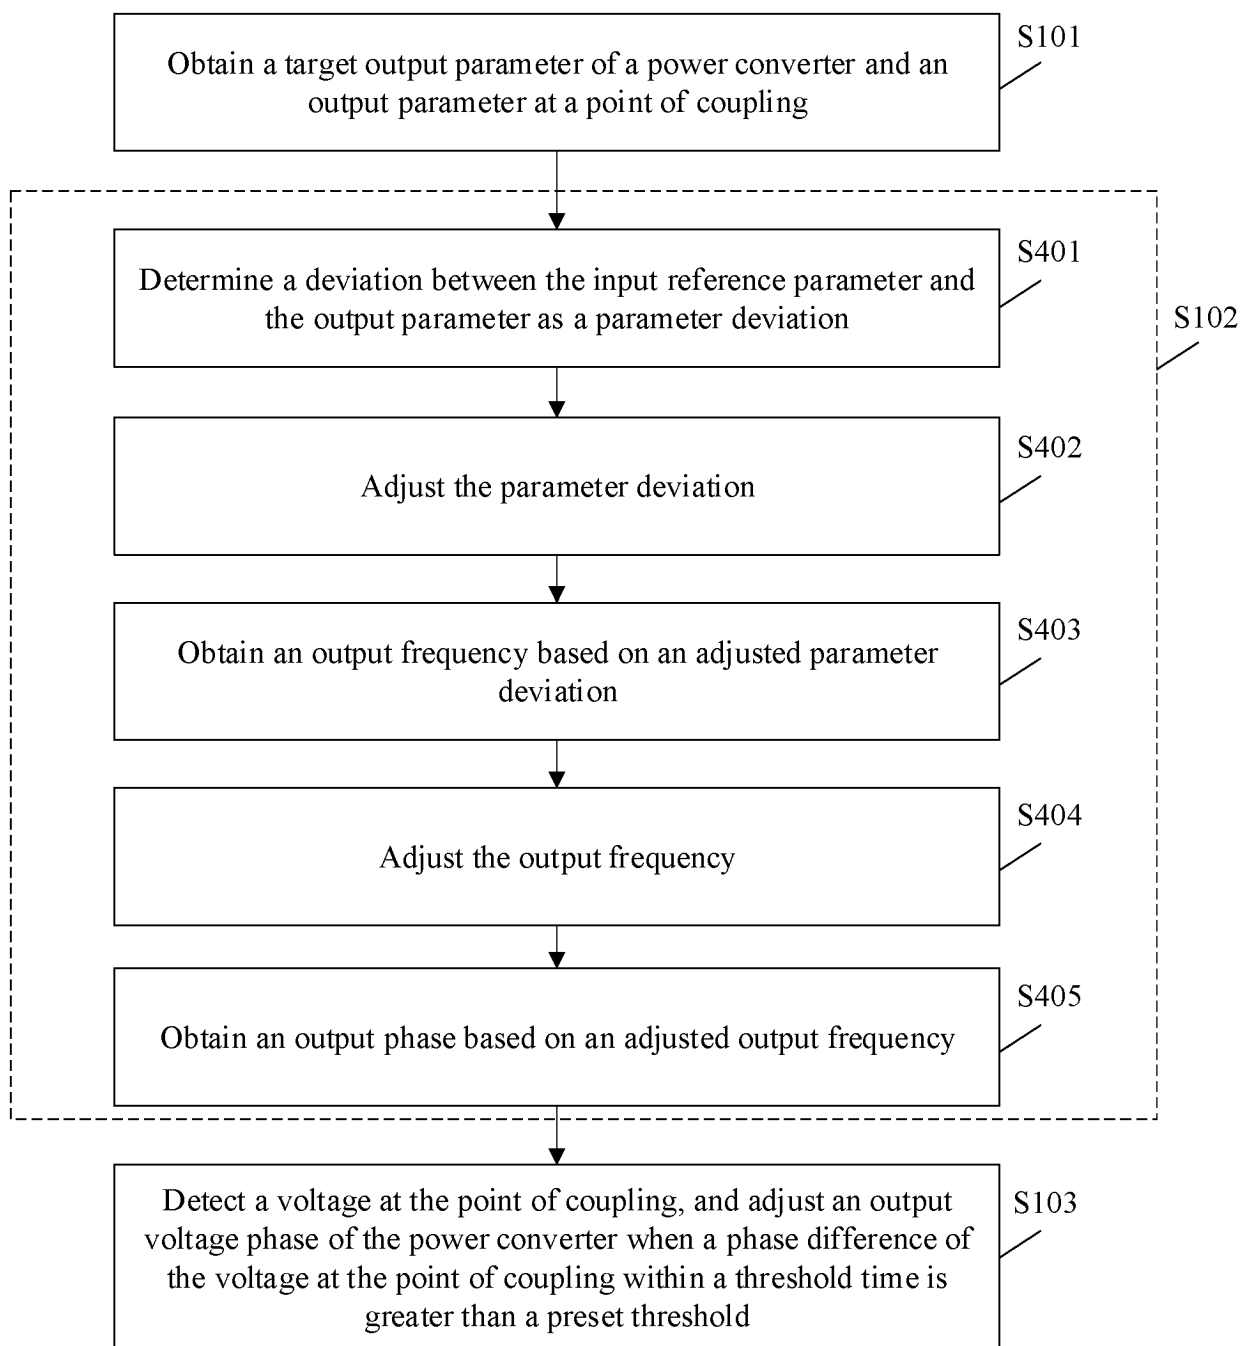 S101
Obtain a target output parameter of a power converter and an
output parameter at a point of coupling
S401
Determine a deviation between the input reference parameter and
the output parameter as a parameter deviation
S102
S402
Adjust the parameter deviation
S403
Obtain an output frequency based on an adjusted parameter
deviation
S404
Adjust the output frequency
S405
Obtain an output phase based on an adjusted output frequency
S103
Detect a voltage at the point of coupling, and adjust an output
voltage phase of the power converter when a phase difference of
the voltage at the point of coupling within a threshold time is
greater than a preset threshold